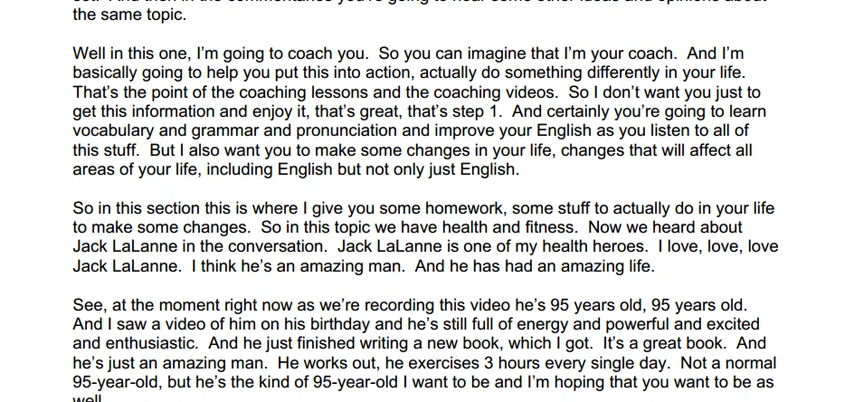 the same topic.
Well in this one, I'm going to coach you.  So you can imagine that I'm your coach.  And I'm
basically going to help you put this into action, actually do something differently in your life.
That's the point of the coaching lessons and the coaching videos.  So I don't want you just to
get this information and enjoy it, that's great, that's step 1.  And certainly you're going to learn
vocabulary and grammar and pronunciation and improve your English as you listen to all of
this stuff.  But I also want you to make some changes in your life, changes that will affect all
areas of your life, including English but not only just English.
So in this section this is where I give you some homework, some stuff to actually do in your life
to make some changes.  So in this topic we have health and fitness.  Now we heard about
Jack LaLanne in the conversation.  Jack LaLanne is one of my health heroes.  I love, love, love
Jack LaLanne.  I think he's an amazing man.  And he has had an amazing life.
See, at the moment right now as we're recording this video he's 95 years old, 95 years old.
And I saw a video of him on his birthday and he's still full of energy and powerful and excited
and enthusiastic.  And he just finished writing a new book, which I got.  It's a great book.  And
he's just an amazing man.  He works out, he exercises 3 hours every single day.  Not a normal
95-year-old, but he's the kind of 95-year-old I want to be and I'm hoping that you want to be as
well